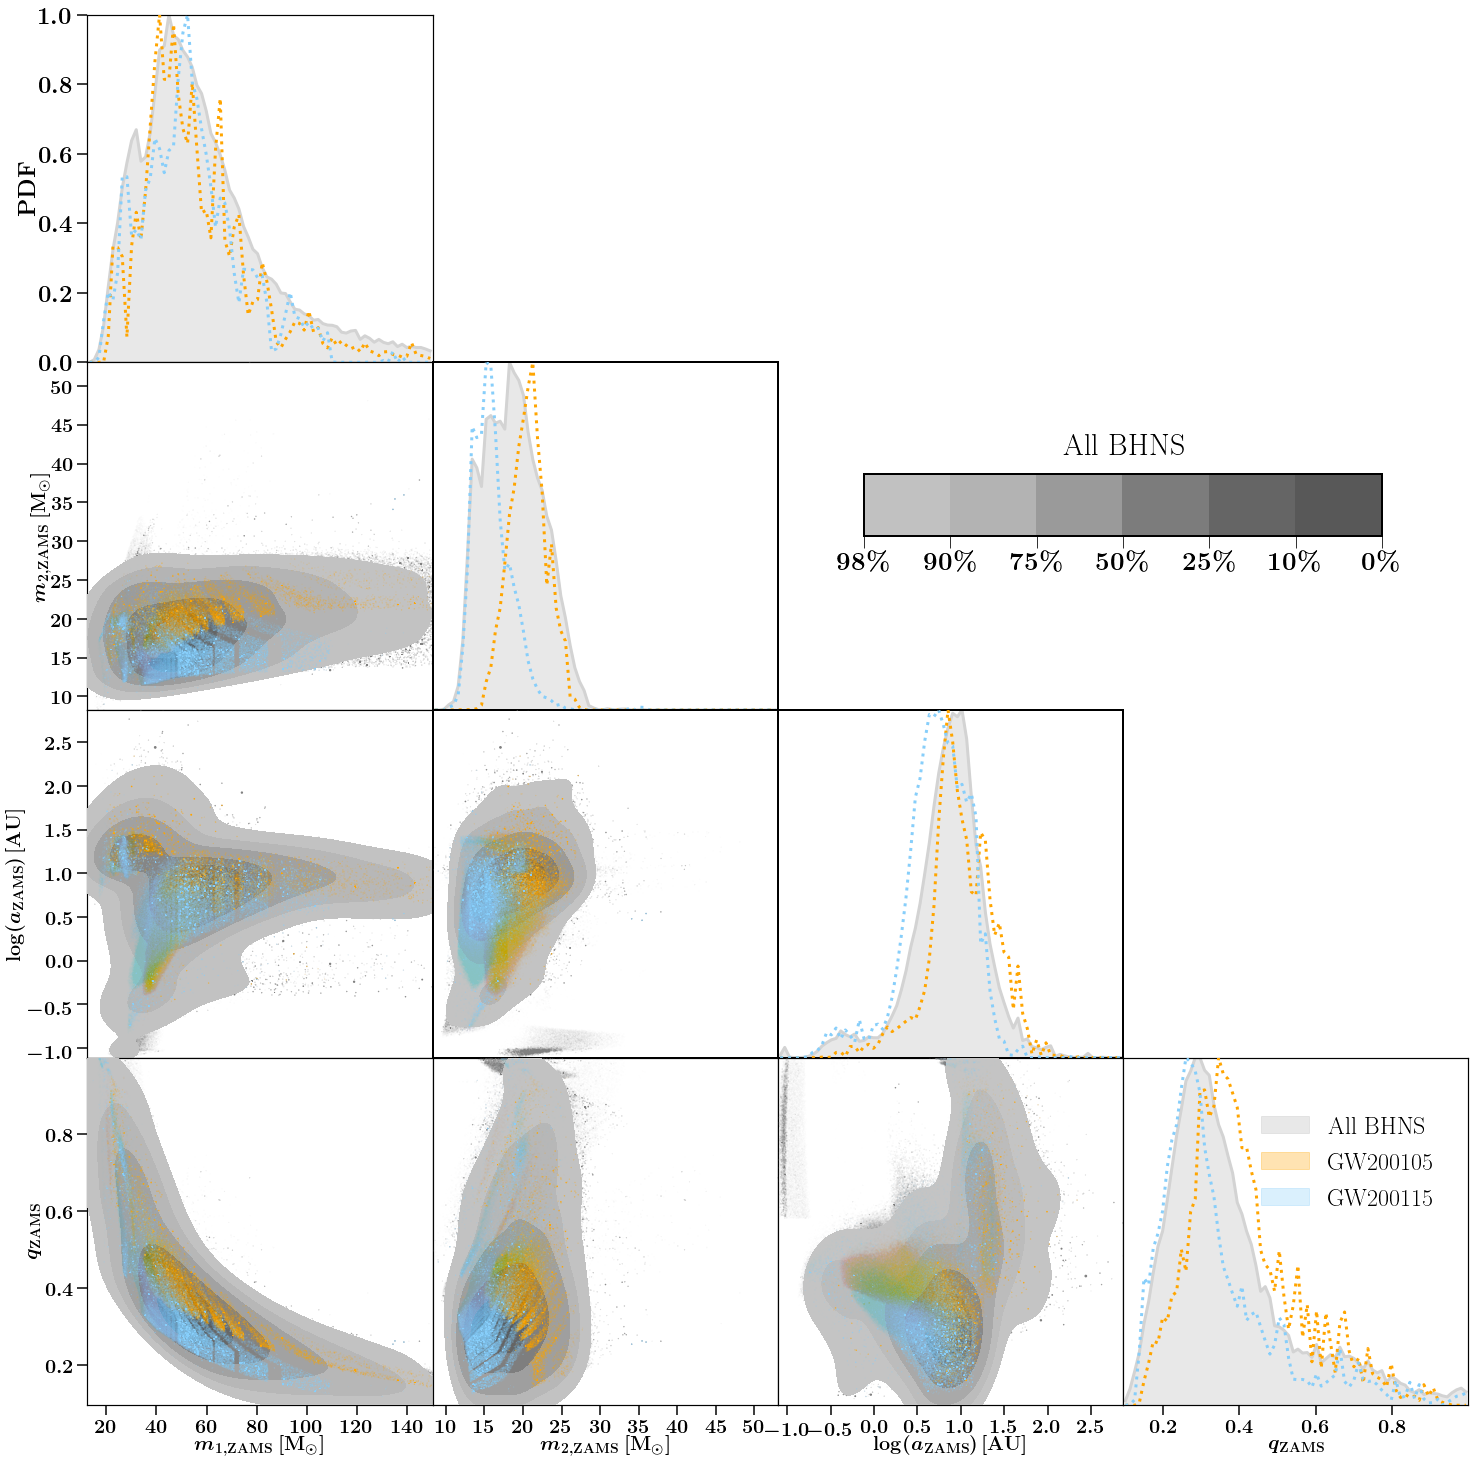 1.0
0.8
0.6
0.4
0.2
0.0
PDF
50
45
40
35
30
25
20
15
10
m₂,ZAMS [M⊙]
All BHNS
98% 90% 75% 50% 25% 10% 0%
2.5
2.0
1.5
1.0
0.5
0.0
−0.5
−1.0
log(aZAMS) [AU]
0.8
0.6
0.4
0.2
qZAMS
All BHNS
GW200105
GW200115
20 40 60 80 100 120 140
m₁,ZAMS [M⊙]
10 15 20 25 30 35 40 45 50
m₂,ZAMS [M⊙]
−1.0 −0.5 0.0 0.5 1.0 1.5 2.0 2.5
log(aZAMS) [AU]
0.2 0.4 0.6 0.8
qZAMS